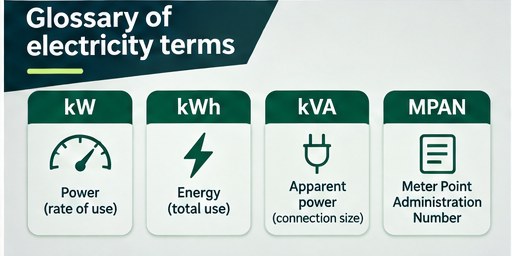 Glossary of
electricity terms
kW
Power
(rate of use)
kWh
Energy
(total use)
kVA
Apparent
power
(connection size)
MPAN
Meter Point
Administration
Number